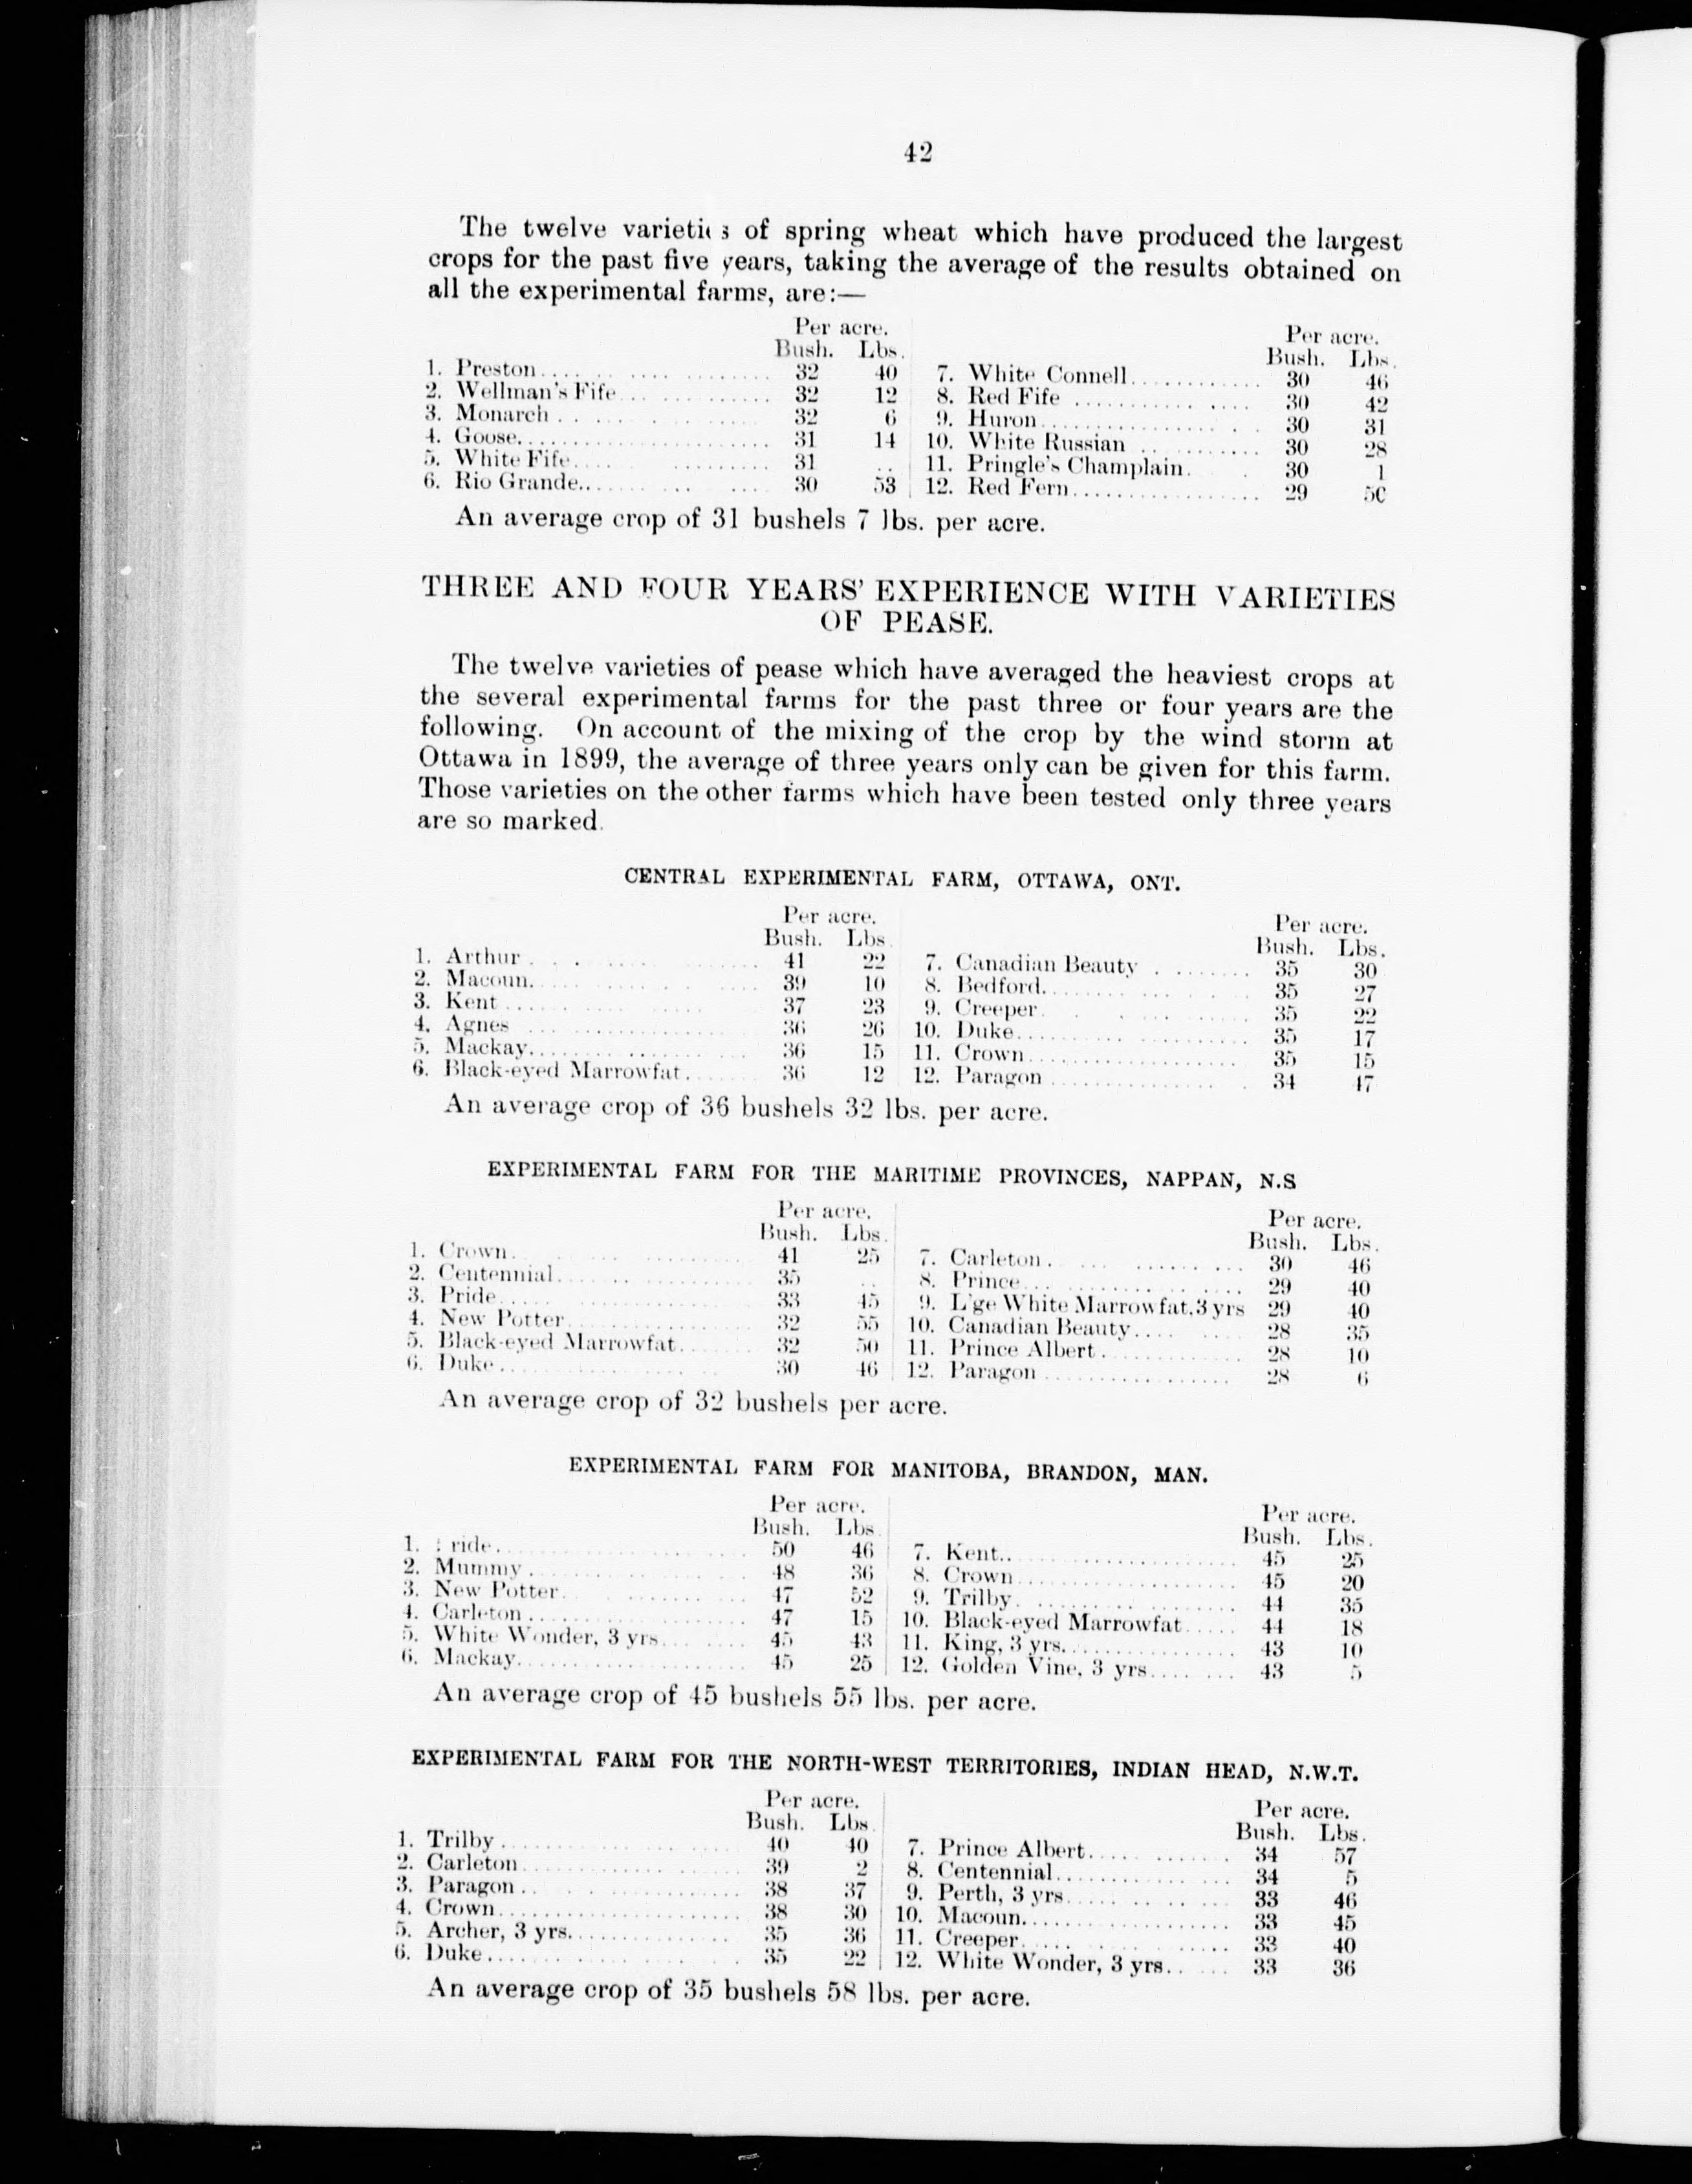 42
The twelve varieties of spring wheat which have produced the largest
crops for the past five years, taking the average of the results obtained on
all the experimental farms, are:—
Per acre. Per acre.
Bush. Lbs. Bush. Lbs.
1. Preston 32 40 7. White Connell 30 46
2. Wellman's Fife 32 12 8. Red Fife 30 42
3. Monarch 32 6 9. Huron 30 31
4. Goose 31 14 10. White Russian 30 28
5. White Fife 31 .. 11. Pringle's Champlain 30 1
6. Rio Grande 30 53 12. Red Fern 29 50
An average crop of 31 bushels 7 lbs. per acre.
THREE AND FOUR YEARS' EXPERIENCE WITH VARIETIES
OF PEASE.
The twelve varieties of pease which have averaged the heaviest crops at
the several experimental farms for the past three or four years are the
following. On account of the mixing of the crop by the wind storm at
Ottawa in 1899, the average of three years only can be given for this farm.
Those varieties on the other farms which have been tested only three years
are so marked.
CENTRAL EXPERIMENTAL FARM, OTTAWA, ONT.
Per acre. Per acre.
Bush. Lbs. Bush. Lbs.
1. Arthur 41 22 7. Canadian Beauty 35 30
2. Macoun 39 10 8. Bedford 35 27
3. Kent 37 23 9. Creeper 35 22
4. Agnes 36 26 10. Duke 35 17
5. Mackay 36 15 11. Crown 35 15
6. Black-eyed Marrowfat 36 12 12. Paragon 34 47
An average crop of 36 bushels 32 lbs. per acre.
EXPERIMENTAL FARM FOR THE MARITIME PROVINCES, NAPPAN, N.S
Per acre. Per acre.
Bush. Lbs. Bush. Lbs.
1. Crown 41 25 7. Carleton 30 46
2. Centennial 35 .. 8. Prince 29 40
3. Pride 33 45 9. L'ge White Marrowfat, 3 yrs 29 40
4. New Potter 32 55 10. Canadian Beauty 28 35
5. Black-eyed Marrowfat 32 50 11. Prince Albert 28 10
6. Duke 30 46 12. Paragon 28 6
An average crop of 32 bushels per acre.
EXPERIMENTAL FARM FOR MANITOBA, BRANDON, MAN.
Per acre. Per acre.
Bush. Lbs. Bush. Lbs.
1. Pride 50 46 7. Kent 45 25
2. Mummy 48 36 8. Crown 45 20
3. New Potter 47 52 9. Trilby 44 35
4. Carleton 47 15 10. Black-eyed Marrowfat 44 18
5. White Wonder, 3 yrs 45 43 11. King, 3 yrs 43 10
6. Mackay 45 25 12. Golden Vine, 3 yrs 43 5
An average crop of 45 bushels 55 lbs. per acre.
EXPERIMENTAL FARM FOR THE NORTH-WEST TERRITORIES, INDIAN HEAD, N.W.T.
Per acre. Per acre.
Bush. Lbs. Bush. Lbs.
1. Trilby 40 40 7. Prince Albert 34 57
2. Carleton 39 2 8. Centennial 34 5
3. Paragon 38 37 9. Perth, 3 yrs 33 46
4. Crown 38 30 10. Macoun 33 45
5. Archer, 3 yrs 35 36 11. Creeper 33 40
6. Duke 35 22 12. White Wonder, 3 yrs 33 36
An average crop of 35 bushels 58 lbs. per acre.